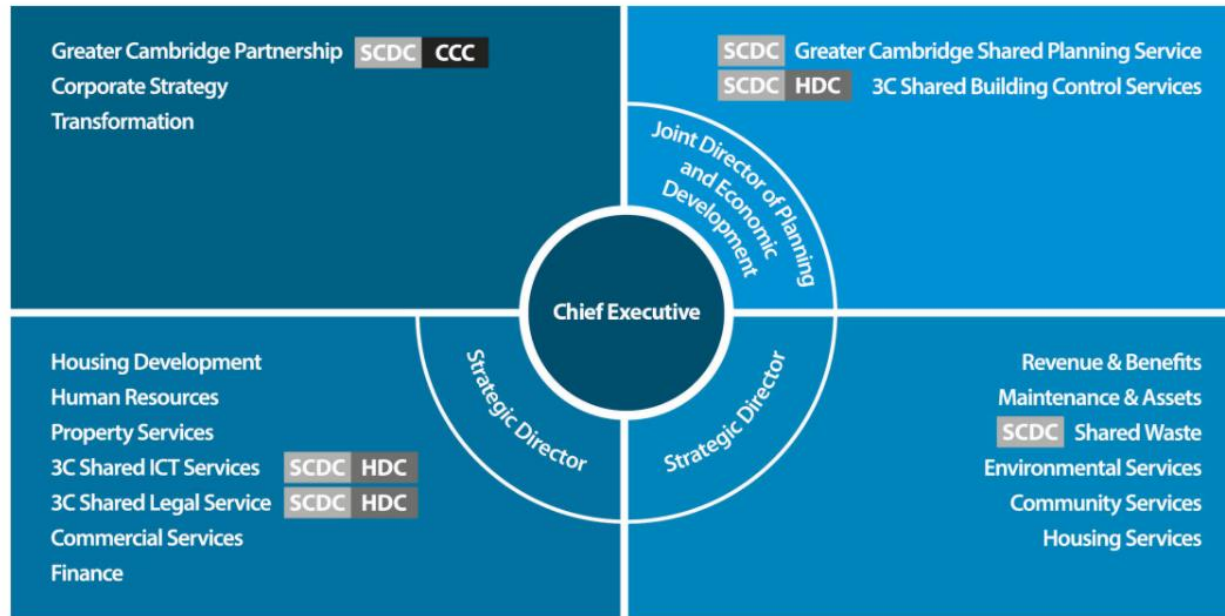 Greater Cambridge Partnership SCDC CCC
Corporate Strategy
Transformation
SCDC Greater Cambridge Shared Planning Service
SCDC HDC 3C Shared Building Control Services
Joint Director of Planning
and Economic
Development
Chief Executive
Housing Development
Human Resources
Property Services
3C Shared ICT Services SCDC HDC
3C Shared Legal Service SCDC HDC
Commercial Services
Finance
Strategic Director
Strategic Director
Revenue & Benefits
Maintenance & Assets
SCDC Shared Waste
Environmental Services
Community Services
Housing Services